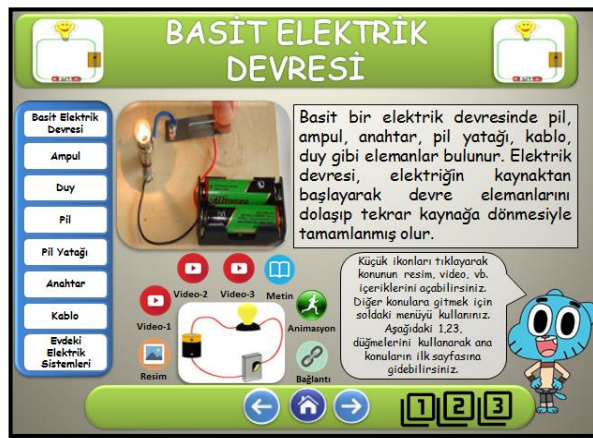 BASİT ELEKTRİK
DEVRESİ
Basit Elektrik
Devresi
Ampul
Duy
Pil
Pil Yatağı
Anahtar
Kablo
Evdeki
Elektrik
Sistemleri
Basit bir elektrik devresinde pil,
ampul, anahtar, pil yatağı, kablo,
duy gibi elemanlar bulunur. Elektrik
devresi, elektriğin kaynaktan
başlayarak devre elemanlarını
dolaşıp tekrar kaynağa dönmesiyle
tamamlanmış olur.
Video-1
Video-2
Video-3
Metin
Animasyon
Resim
Bağlantı
Küçük ikonları tıklayarak
konunun resim, video, vb.
içeriklerini açabilirsiniz.
Diğer konulara gitmek için
soldaki menüyü kullanınız.
Aşağıdaki 1,23,
düğmelerini kullanarak ana
konuların ilk sayfasına
gidebilirsiniz.
1 2 3